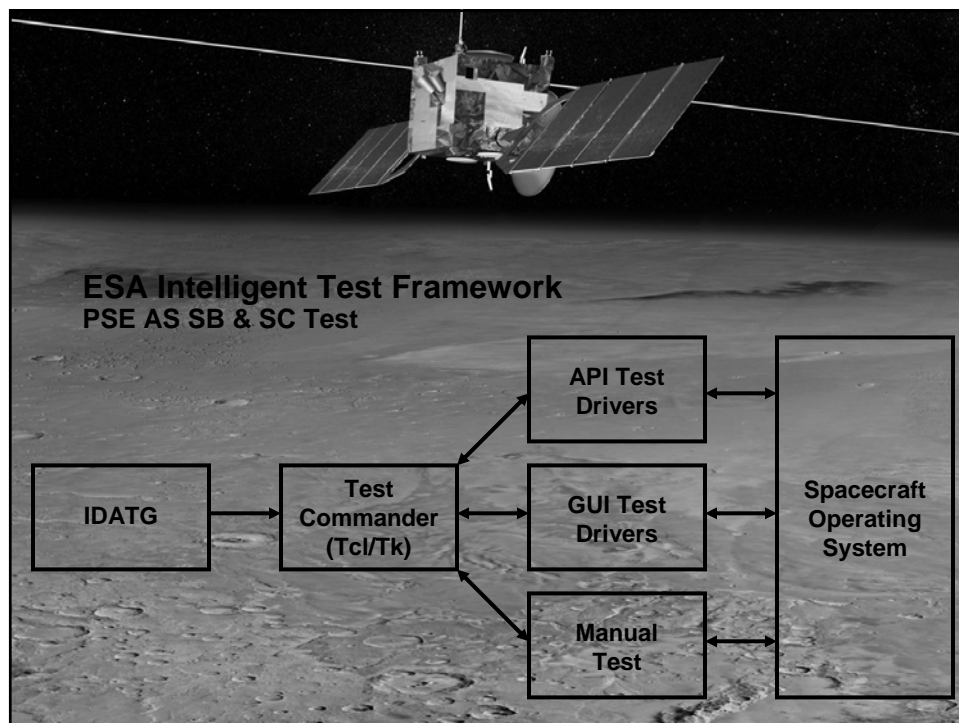 ESA Intelligent Test Framework
PSE AS SB & SC Test
IDATG
Test
Commander
(Tcl/Tk)
API Test
Drivers
GUI Test
Drivers
Manual
Test
Spacecraft
Operating
System